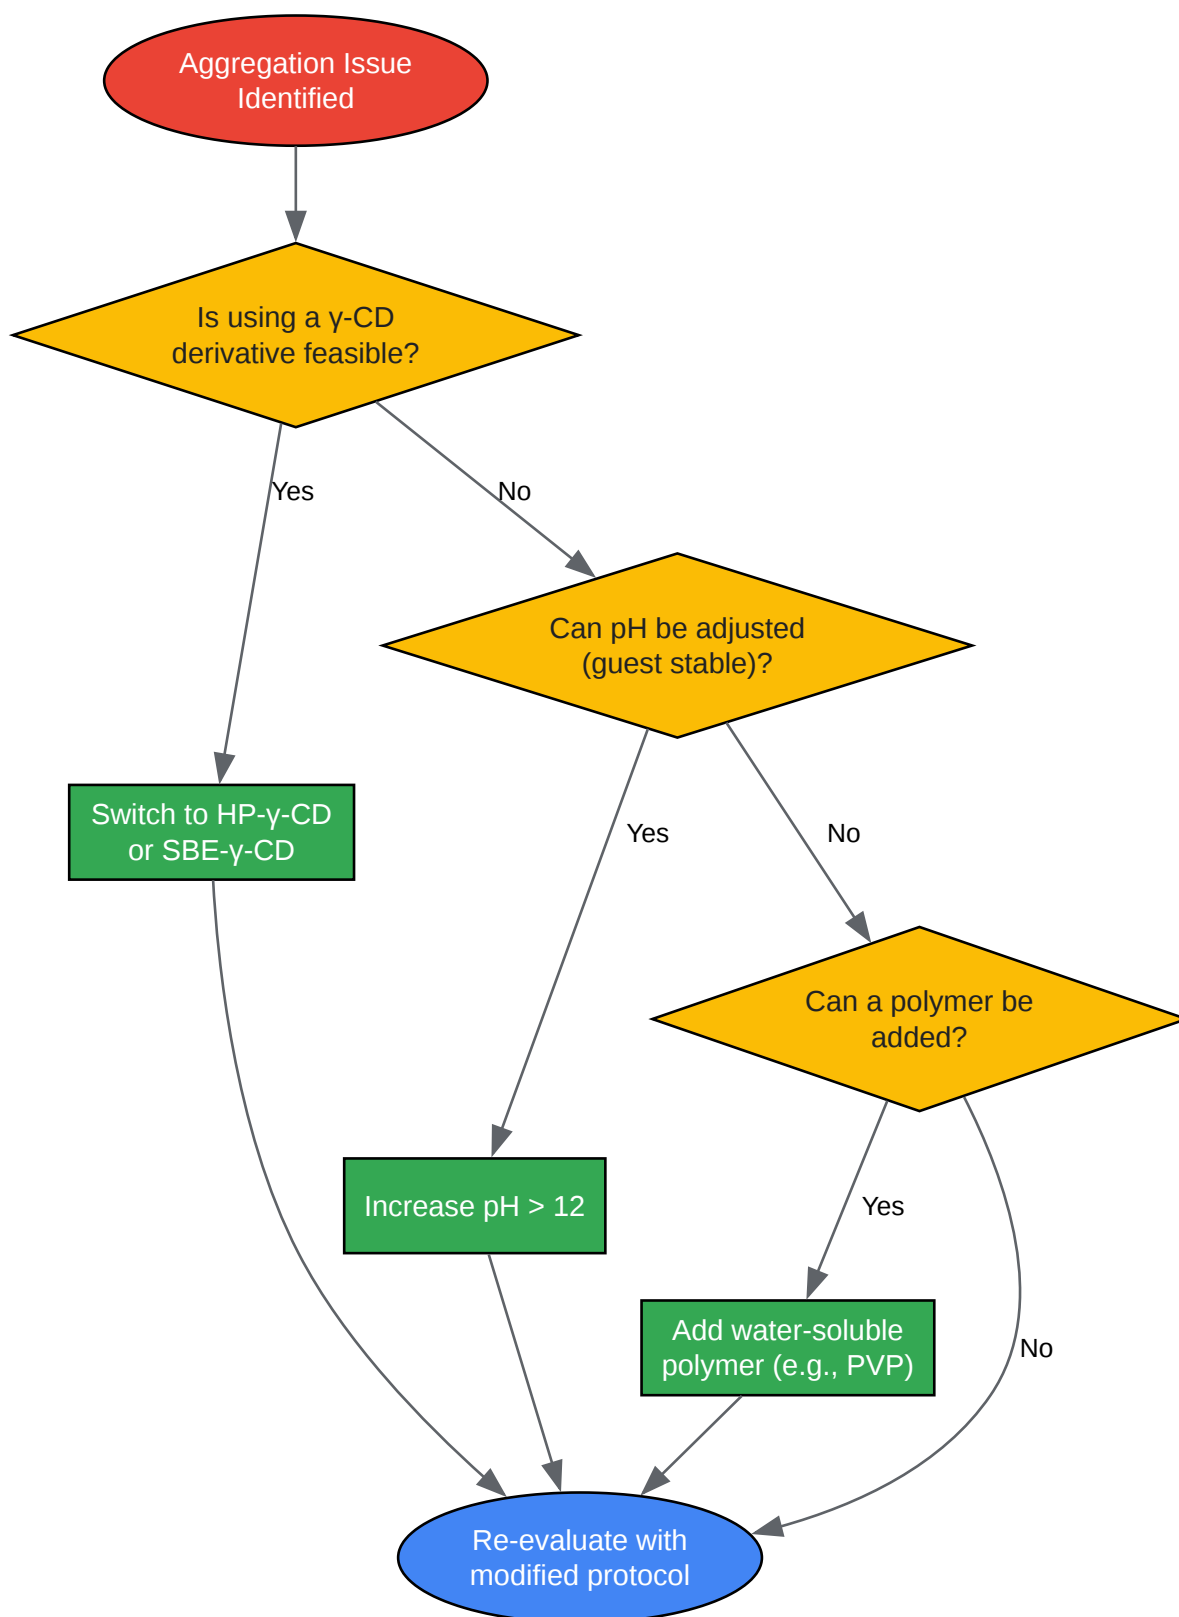 Aggregation Issue
Identified
Is using a γ-CD
derivative feasible?
Yes
No
Can pH be adjusted
(guest stable)?
Switch to HP-γ-CD
or SBE-γ-CD
Yes
No
Can a polymer be
added?
Increase pH > 12
Yes
Add water-soluble
polymer (e.g., PVP)
No
Re-evaluate with
modified protocol